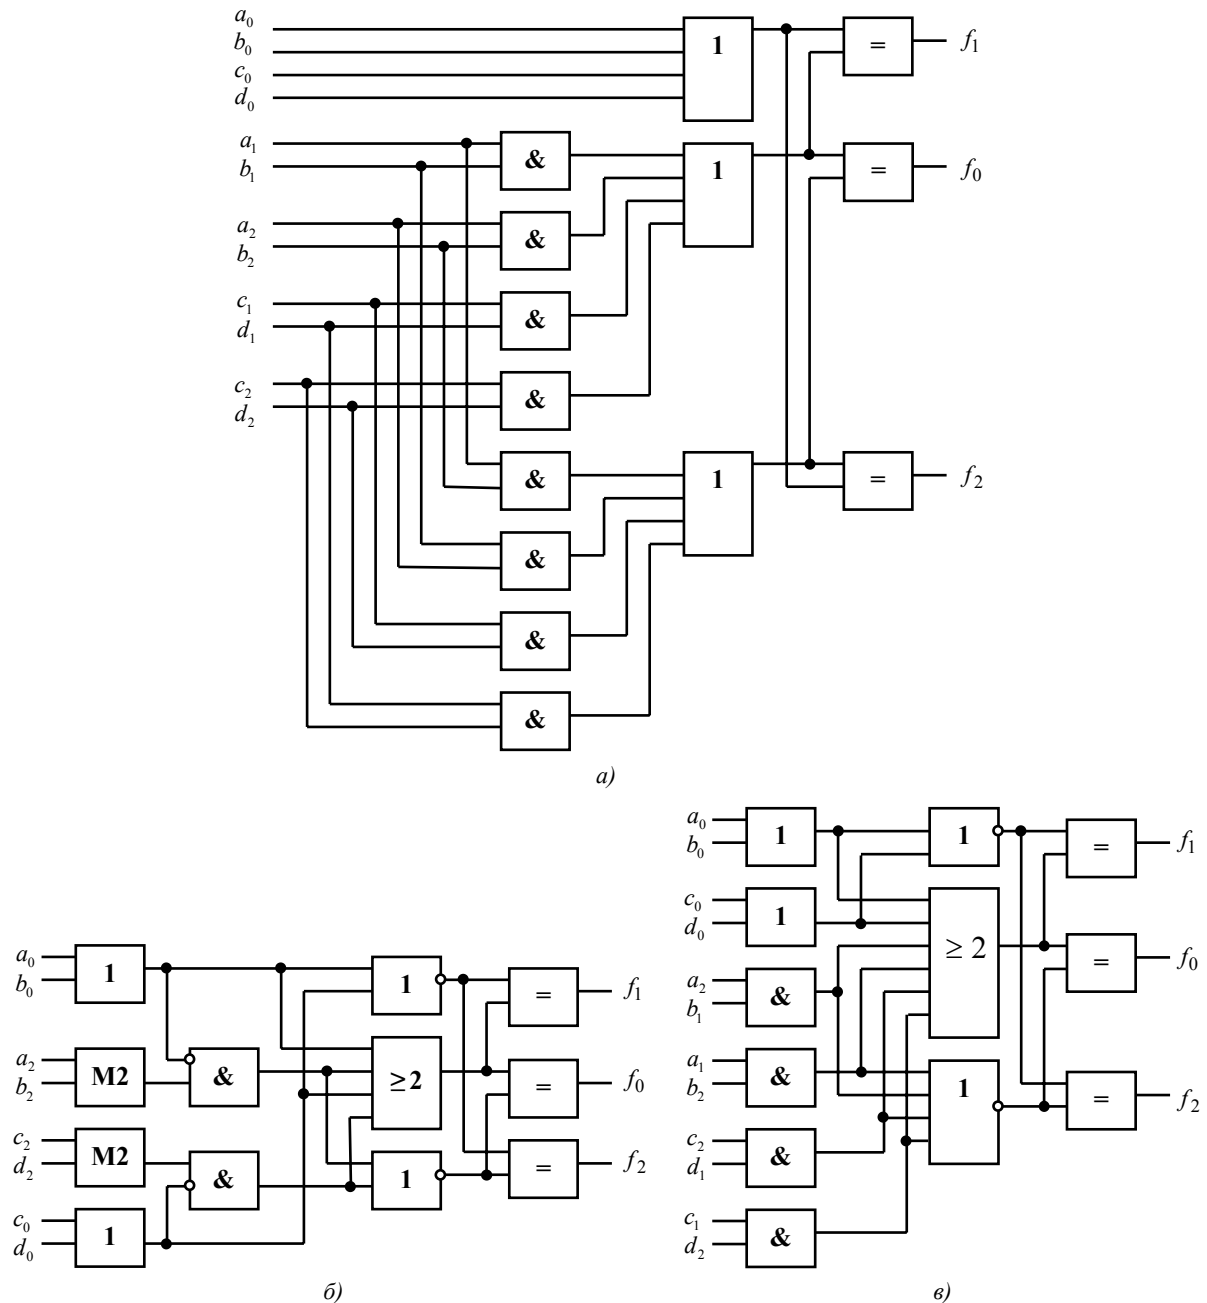 a₀
b₀
c₀
d₀
1
=
f₁
a₁
b₁
&
1
=
f₀
a₂
b₂
&
c₁
d₁
&
c₂
d₂
&
&
1
=
f₂
&
&
&
а)
a₀
b₀
1
a₂
b₂
M2
&
c₂
d₂
M2
&
c₀
d₀
1
1
≥2
1
=
f₁
=
f₀
=
f₂
б)
a₀
b₀
1
c₀
d₀
1
a₂
b₁
&
a₁
b₂
&
c₂
d₁
&
c₁
d₂
&
1
≥ 2
1
=
f₁
=
f₀
=
f₂
в)